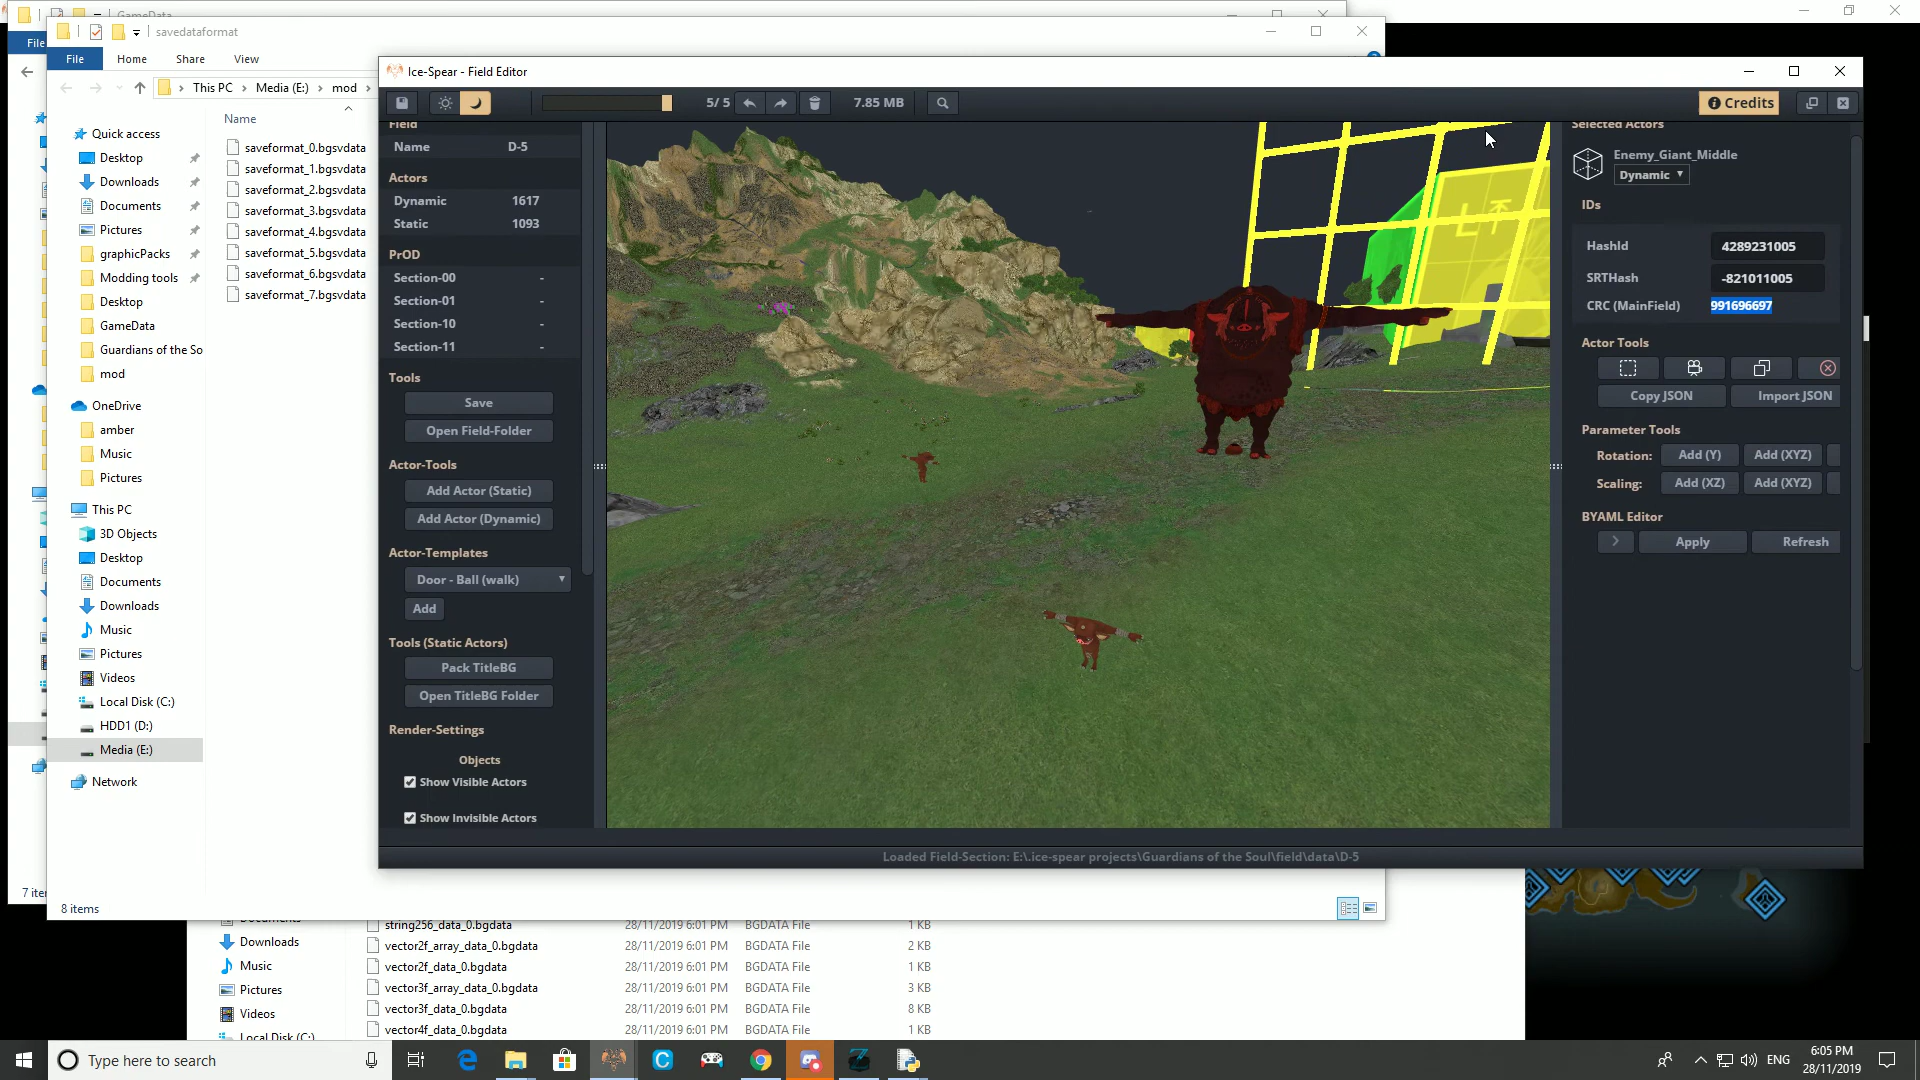 GameData
savedataformat
File
File
Home
Share
View
This PC
Media (E:)
mod
Name
Quick access
Desktop
Downloads
Documents
Pictures
graphicPacks
Modding tools
Desktop
GameData
Guardians of the So
mod
OneDrive
amber
Music
Pictures
This PC
3D Objects
Desktop
Documents
Downloads
Music
Pictures
Videos
Local Disk (C:)
HDD1 (D:)
Media (E:)
Network
saveformat_0.bgsvdata
saveformat_1.bgsvdata
saveformat_2.bgsvdata
saveformat_3.bgsvdata
saveformat_4.bgsvdata
saveformat_5.bgsvdata
saveformat_6.bgsvdata
saveformat_7.bgsvdata
7 iter
8 items
Ice-Spear - Field Editor
5/ 5
7.85 MB
Credits
Field
Name D-5
Actors
Dynamic 1617
Static 1093
PrOD
Section-00 -
Section-01 -
Section-10 -
Section-11 -
Tools
Save
Open Field-Folder
Actor-Tools
Add Actor (Static)
Add Actor (Dynamic)
Actor-Templates
Door - Ball (walk)
Add
Tools (Static Actors)
Pack TitleBG
Open TitleBG Folder
Render-Settings
Objects
Show Visible Actors
Show Invisible Actors
Selected Actors
Enemy_Giant_Middle
Dynamic
IDs
HashId 4289231005
SRTHash -821011005
CRC (MainField) 991696697
Actor Tools
Copy JSON
Import JSON
Parameter Tools
Rotation: Add (Y) Add (XYZ)
Scaling: Add (XZ) Add (XYZ)
BYAML Editor
> Apply Refresh
Loaded Field-Section: E:\.ice-spear projects\Guardians of the Soul\field\data\D-5
Documents
Downloads
Music
Pictures
Videos
Local Disk (C:)
string256_data_0.bgdata 28/11/2019 6:01 PM BGDATA File 1 KB
vector2f_array_data_0.bgdata 28/11/2019 6:01 PM BGDATA File 2 KB
vector2f_data_0.bgdata 28/11/2019 6:01 PM BGDATA File 1 KB
vector3f_array_data_0.bgdata 28/11/2019 6:01 PM BGDATA File 3 KB
vector3f_data_0.bgdata 28/11/2019 6:01 PM BGDATA File 8 KB
vector4f_data_0.bgdata 28/11/2019 6:01 PM BGDATA File 1 KB
Type here to search
ENG
6:05 PM
28/11/2019